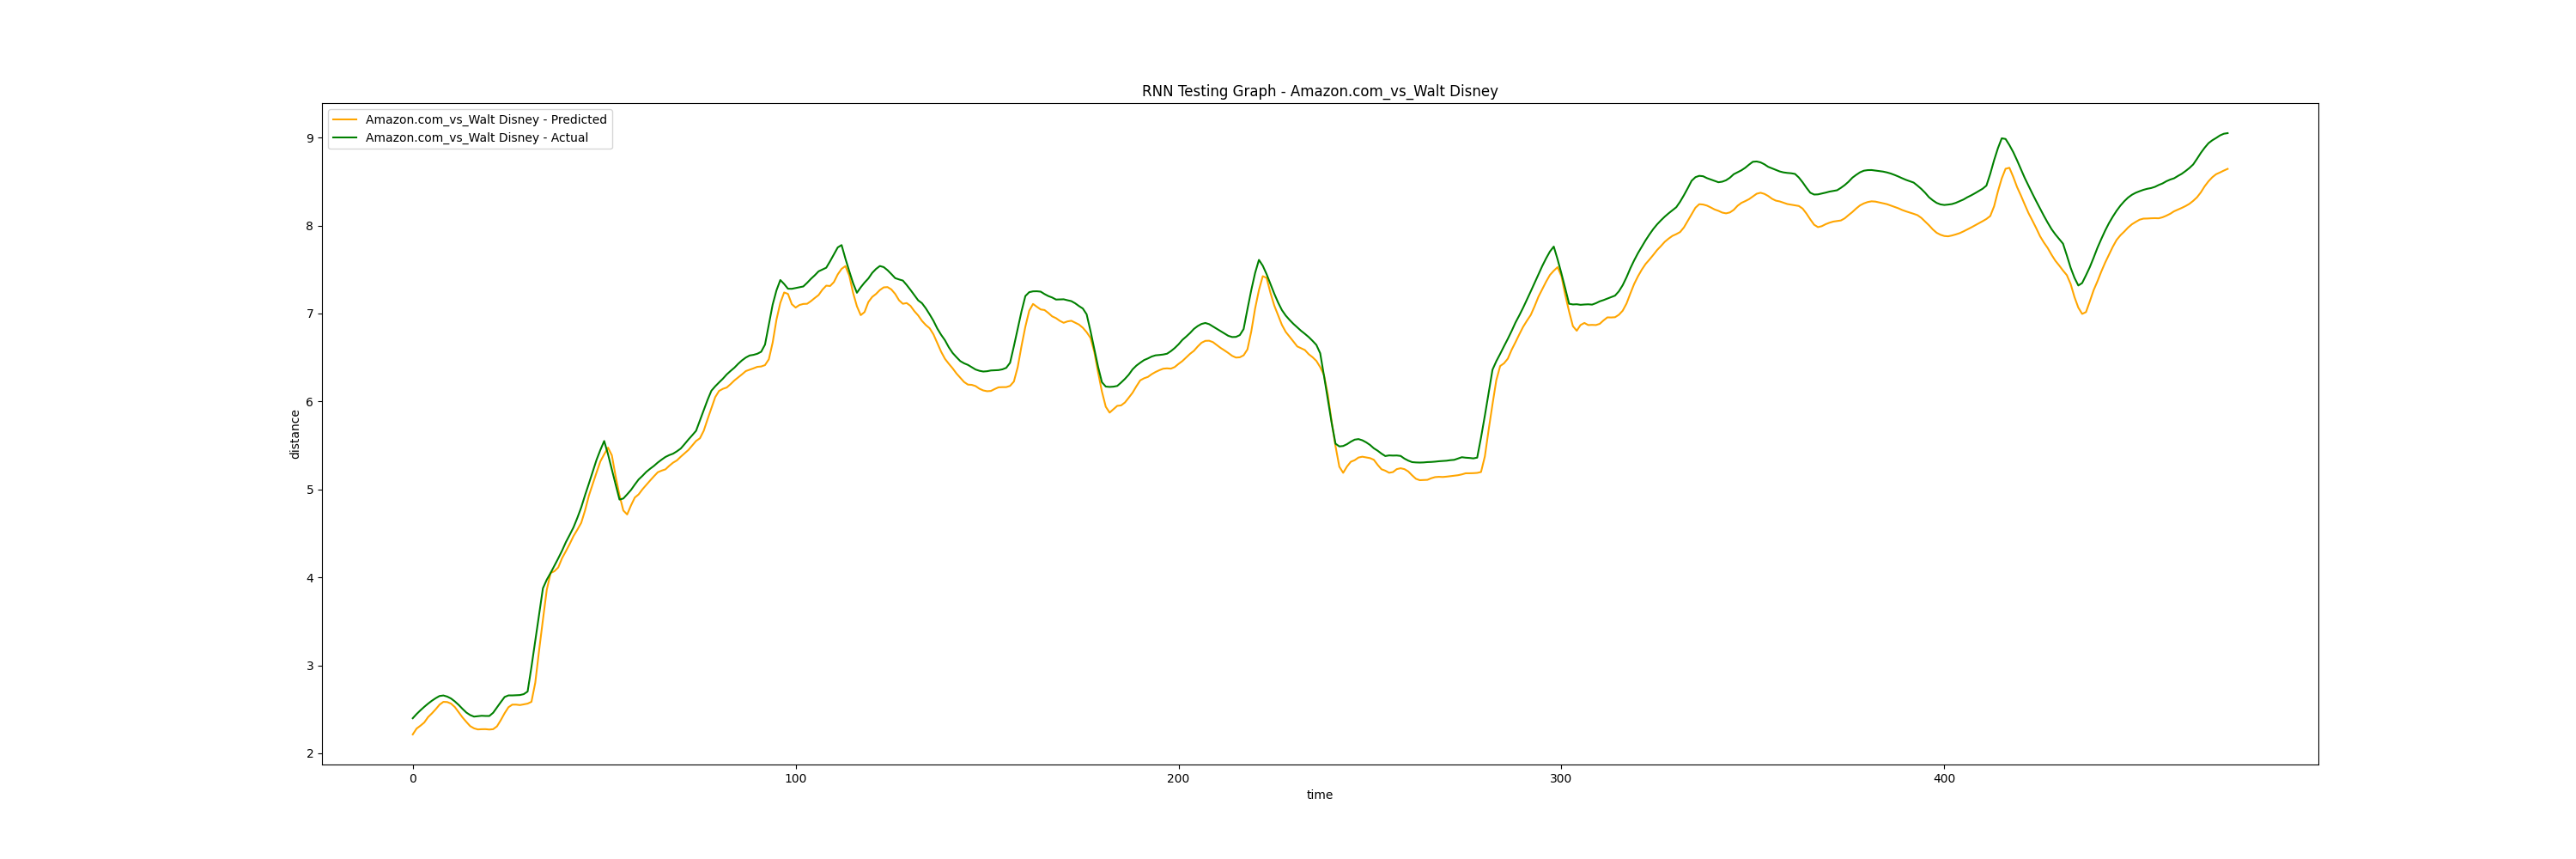 RNN Testing Graph - Amazon.com_vs_Walt Disney
Amazon.com_vs_Walt Disney - Predicted
Amazon.com_vs_Walt Disney - Actual
9
8
7
6
5
4
3
2
distance
0 100 200 300 400
time